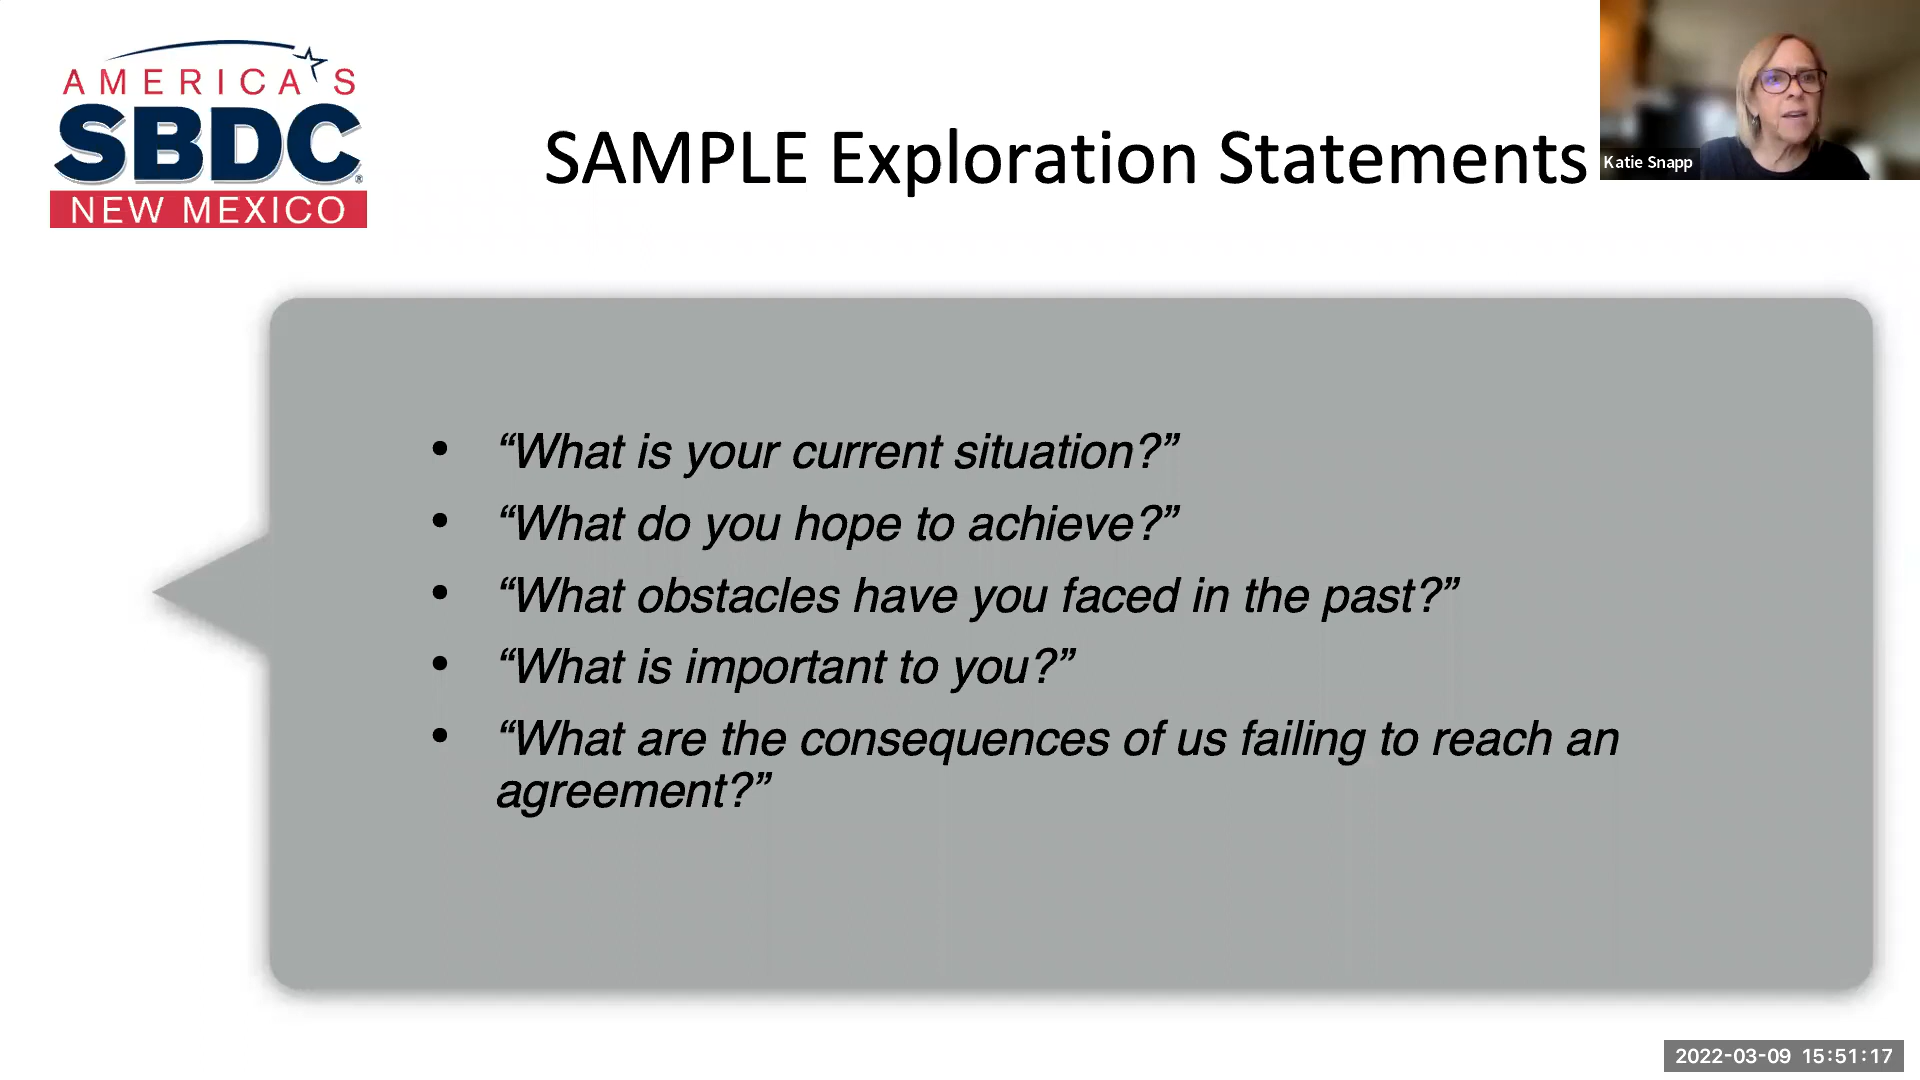 AMERICA'S
SBDC
NEW MEXICO
SAMPLE Exploration Statements
Katie Snapp
• “What is your current situation?”
• “What do you hope to achieve?”
• “What obstacles have you faced in the past?”
• “What is important to you?”
• “What are the consequences of us failing to reach an
agreement?”
2022-03-09 15:51:17